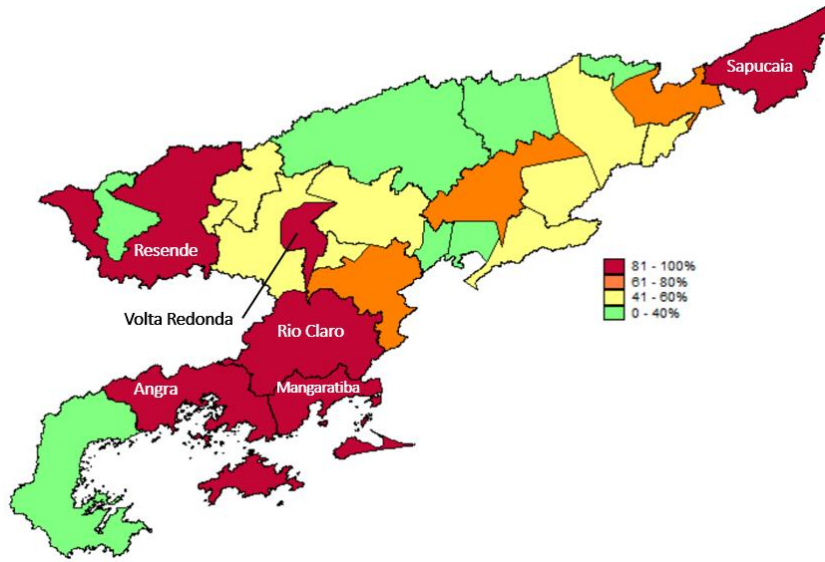 Sapucaia
Resende
81 - 100%
61 - 80%
41 - 60%
0 - 40%
Volta Redonda
Rio Claro
Angra
Mangaratiba